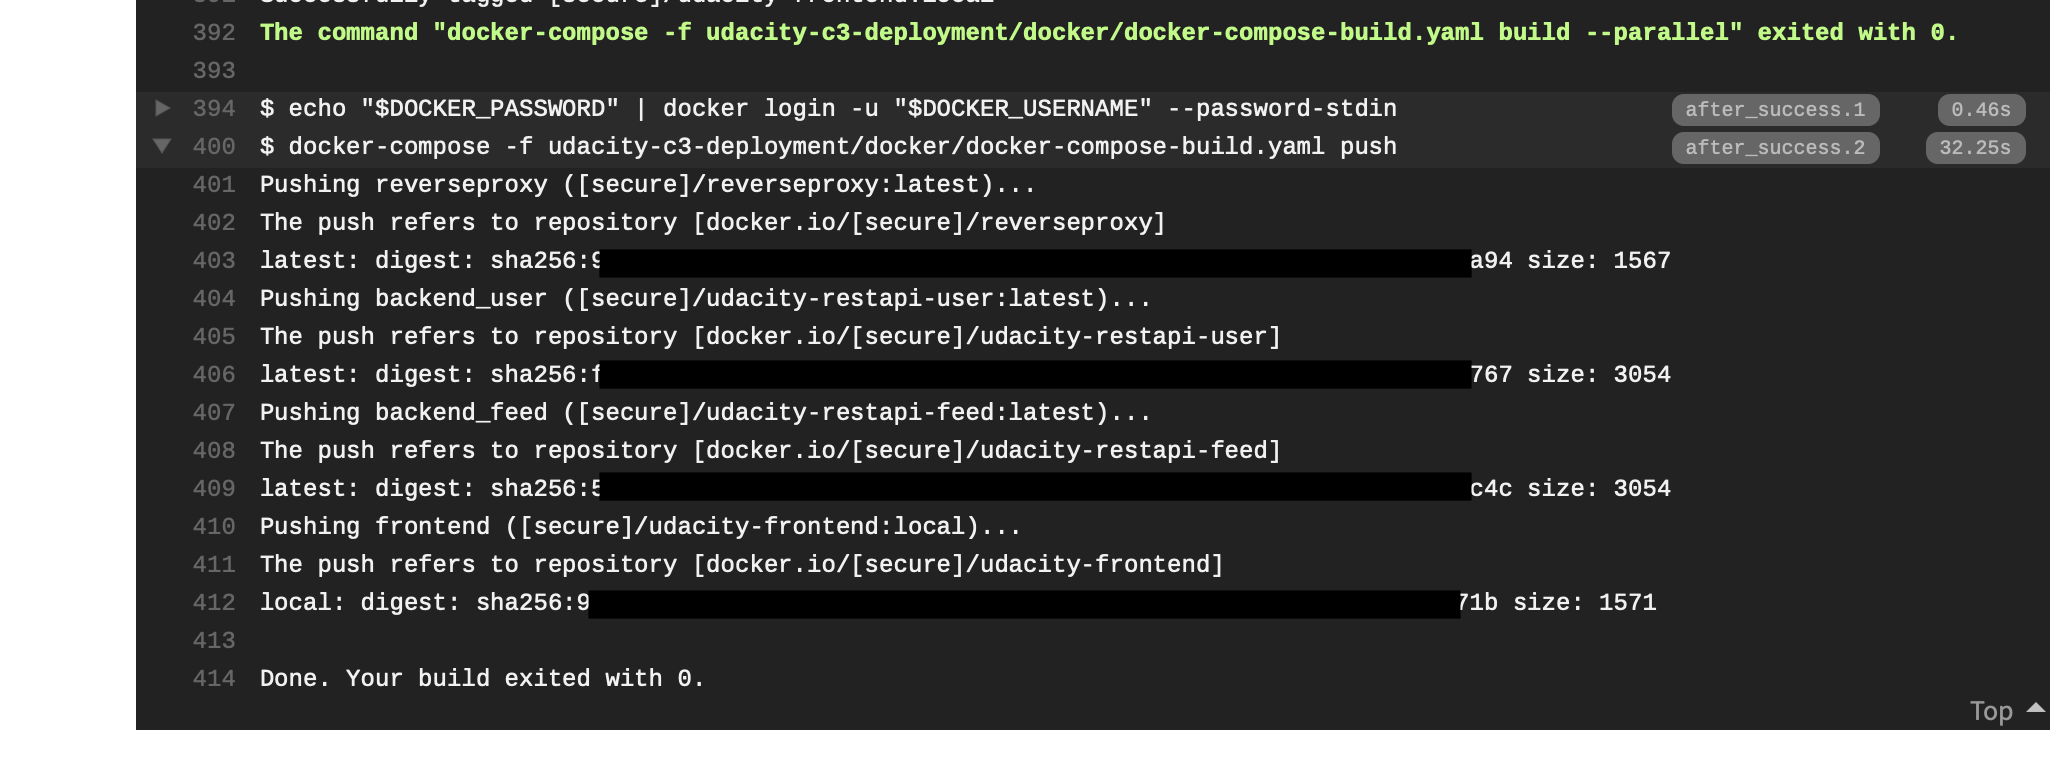 392 The command "docker-compose -f udacity-c3-deployment/docker/docker-compose-build.yaml build --parallel" exited with 0.
393
394 $ echo "$DOCKER_PASSWORD" | docker login -u "$DOCKER_USERNAME" --password-stdin after_success.1 0.46s
400 $ docker-compose -f udacity-c3-deployment/docker/docker-compose-build.yaml push after_success.2 32.25s
401 Pushing reverseproxy ([secure]/reverseproxy:latest)...
402 The push refers to repository [docker.io/[secure]/reverseproxy]
403 latest: digest: sha256:9 a94 size: 1567
404 Pushing backend_user ([secure]/udacity-restapi-user:latest)...
405 The push refers to repository [docker.io/[secure]/udacity-restapi-user]
406 latest: digest: sha256:f 767 size: 3054
407 Pushing backend_feed ([secure]/udacity-restapi-feed:latest)...
408 The push refers to repository [docker.io/[secure]/udacity-restapi-feed]
409 latest: digest: sha256:5 c4c size: 3054
410 Pushing frontend ([secure]/udacity-frontend:local)...
411 The push refers to repository [docker.io/[secure]/udacity-frontend]
412 local: digest: sha256:9 71b size: 1571
413
414 Done. Your build exited with 0.
Top